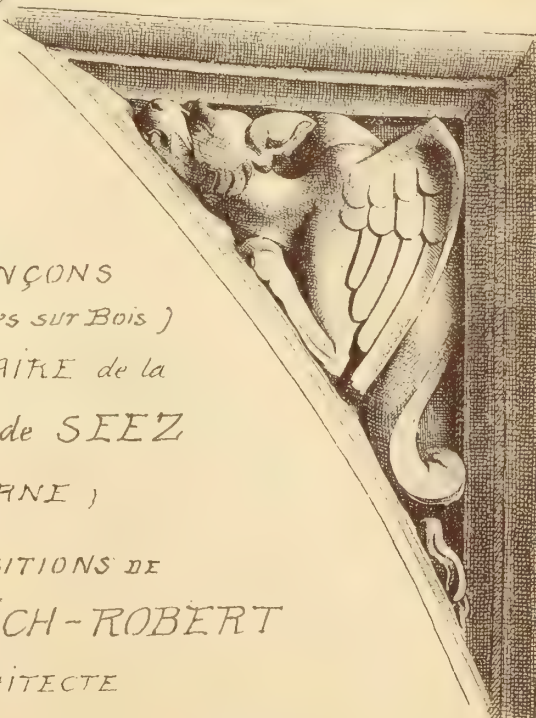 NÇONS
es sur Bois )
AIRE de la
de SEEZ
RNE )
SITIONS DE
CH-ROBERT
ITECTE